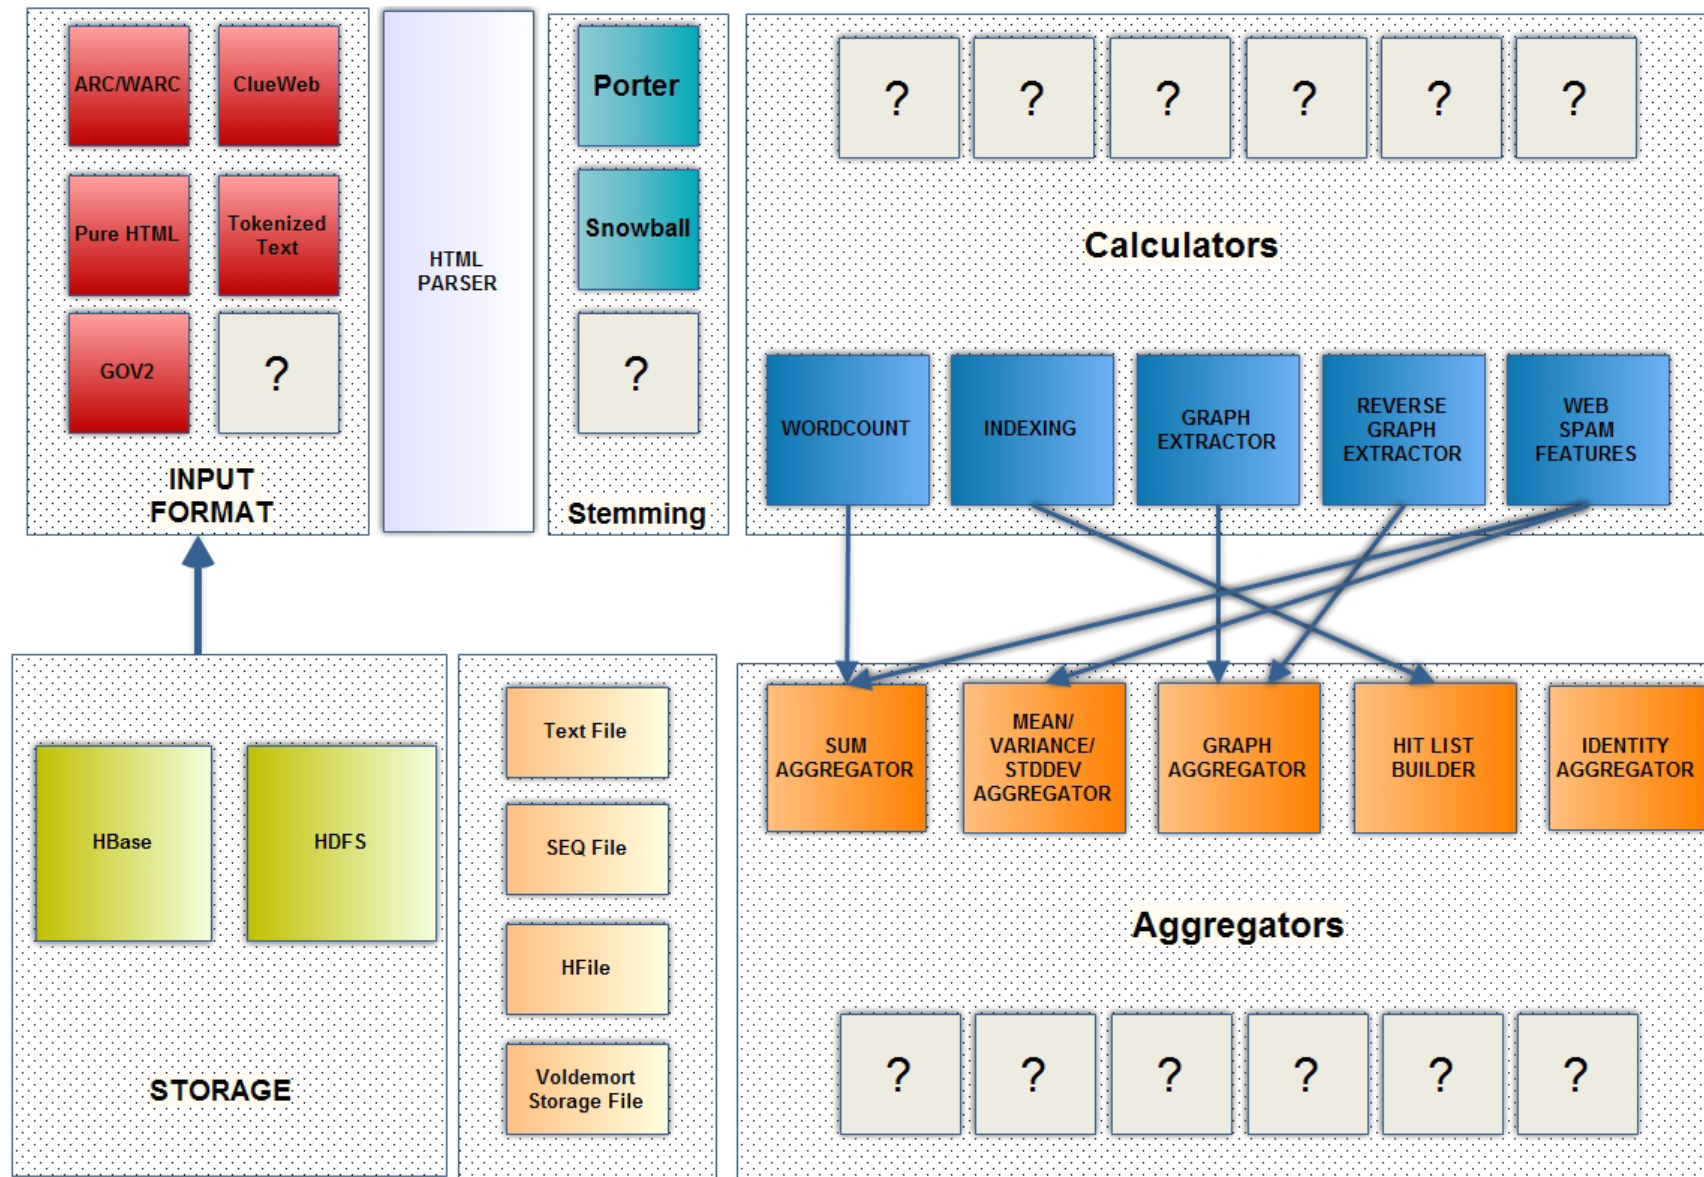 ARC/WARC
ClueWeb
Pure HTML
Tokenized
Text
GOV2
?
INPUT
FORMAT
HTML
PARSER
Porter
Snowball
?
Stemming
?
?
?
?
?
?
Calculators
WORDCOUNT
INDEXING
GRAPH
EXTRACTOR
REVERSE
GRAPH
EXTRACTOR
WEB
SPAM
FEATURES
HBase
HDFS
STORAGE
Text File
SEQ File
HFile
Voldemort
Storage File
SUM
AGGREGATOR
MEAN/
VARIANCE/
STDDEV
AGGREGATOR
GRAPH
AGGREGATOR
HIT LIST
BUILDER
IDENTITY
AGGREGATOR
Aggregators
?
?
?
?
?
?